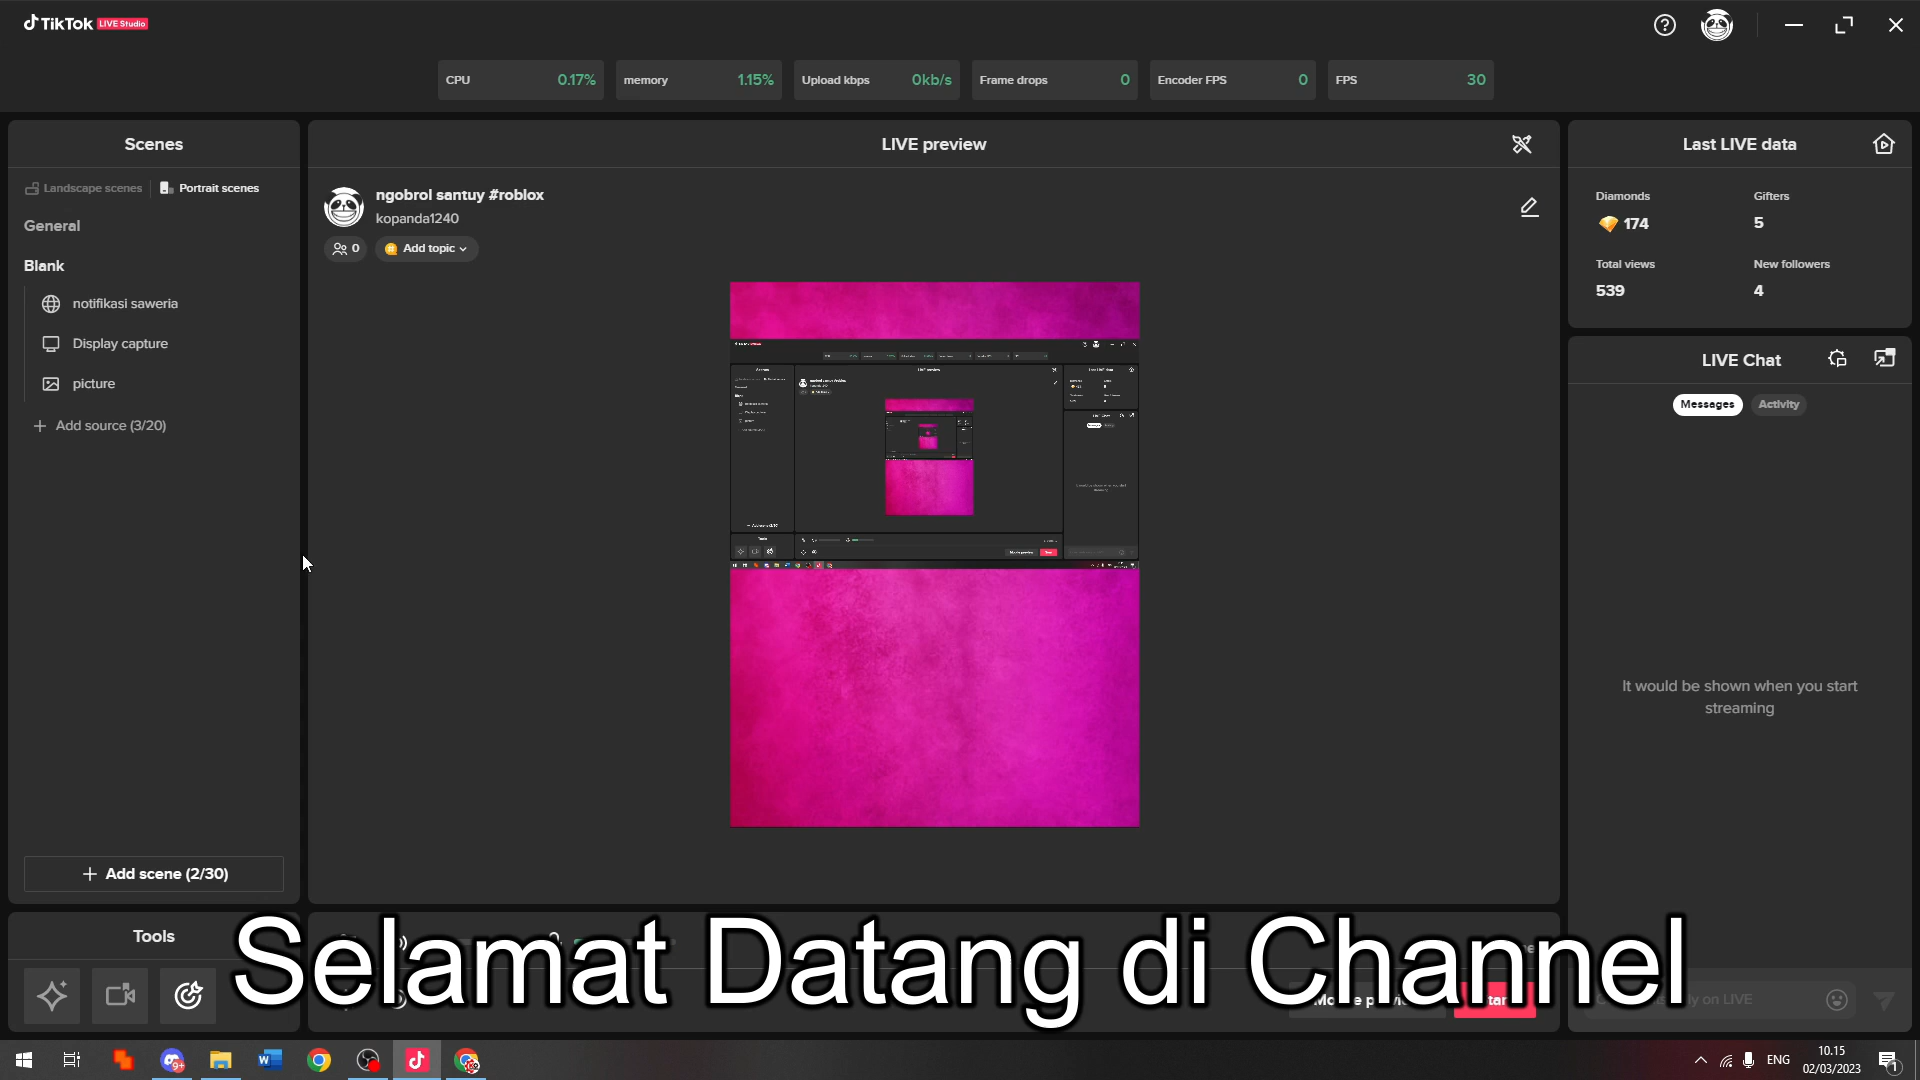 TikTok LIVE Studio
CPU 0.17%
memory 1.15%
Upload kbps 0kb/s
Frame drops 0
Encoder FPS 0
FPS 30
Scenes
Landscape scenes
Portrait scenes
General
Blank
notifikasi saweria
Display capture
picture
Add source (3/20)
Add scene (2/30)
Tools
LIVE preview
ngobrol santuy #roblox
kopanda1240
0
Add topic
Last LIVE data
Diamonds
Gifters
174
5
Total views
New followers
539
4
LIVE Chat
Messages
Activity
It would be shown when you start
streaming
Selamat Datang di Channel
on LIVE
9+
ENG
10.15
02/03/2023
1